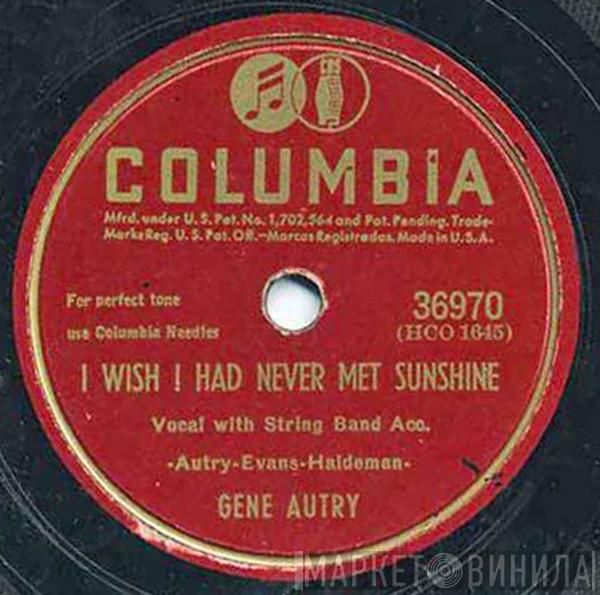 COLUMBIA
Mfrd. under U. S. Pat. No. 1,702,564 and Pat. Pending. Trade-
Marks Reg. U. S. Pat. Off.—Marcas Registradas. Made in U.S.A.
For perfect tone
use Columbia Needles
36970
(HCO 1645)
I WISH I HAD NEVER MET SUNSHINE
Vocal with String Band Acc.
-Autry-Evans-Haldeman-
GENE AUTRY
МАРКЕТ ВИНИЛА